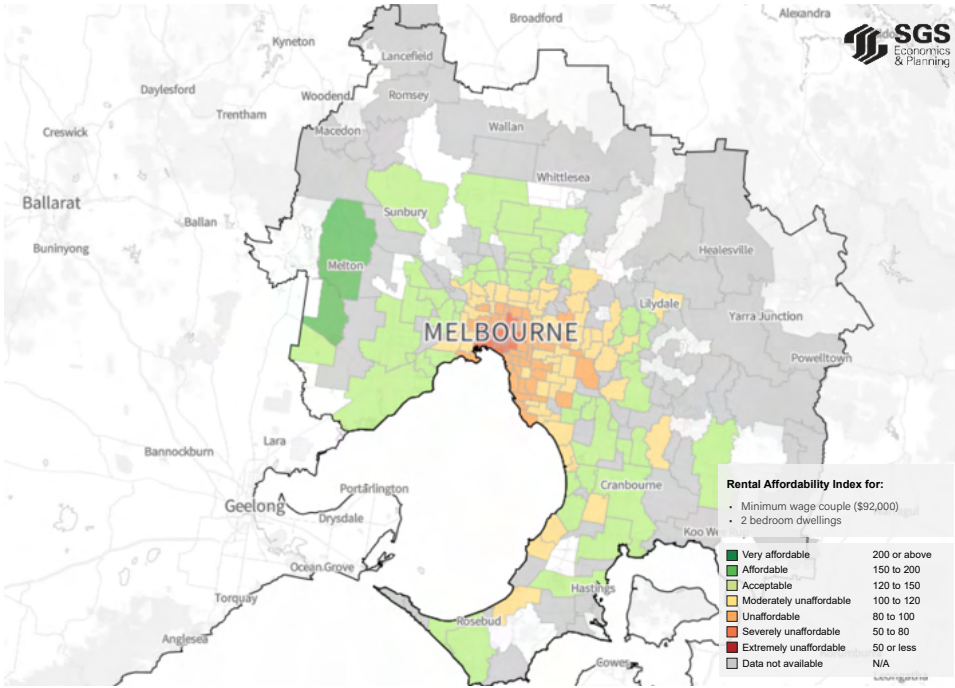 Broadford
Alexandra
SGS
Economics
& Planning
Kyneton
Lancefield
Daylesford
Woodend
Romsey
Trentham
Creswick
Macedon
Wallan
Whittlesea
Ballarat
Ballan
Sunbury
Buninyong
Healesville
Melton
Lilydale
Yarra Junction
MELBOURNE
Powelltown
Lara
Bannockburn
Portarlington
Cranbourne
Geelong
Drysdale
Koo Wee Rup
Ocean Grove
Hastings
Torquay
Rosebud
Anglesea
Cowes
Rental Affordability Index for:
• Minimum wage couple ($92,000)
• 2 bedroom dwellings
Very affordable 200 or above
Affordable 150 to 200
Acceptable 120 to 150
Moderately unaffordable 100 to 120
Unaffordable 80 to 100
Severely unaffordable 50 to 80
Extremely unaffordable 50 or less
Data not available N/A